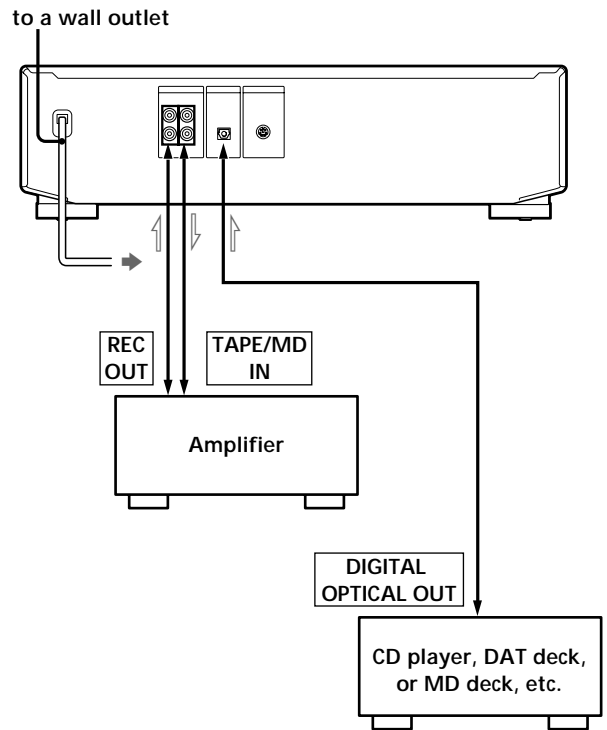 to a wall outlet
REC
OUT
TAPE/MD
IN
Amplifier
DIGITAL
OPTICAL OUT
CD player, DAT deck,
or MD deck, etc.